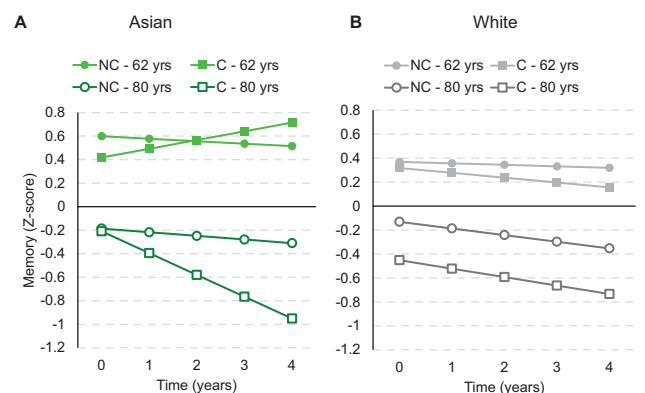 A Asian
NC - 62 yrs C - 62 yrs
NC - 80 yrs C - 80 yrs
Memory (Z-score)
0.8
0.6
0.4
0.2
0
-0.2
-0.4
-0.6
-0.8
-1
-1.2
0 1 2 3 4
Time (years)
B White
NC - 62 yrs C - 62 yrs
NC - 80 yrs C - 80 yrs
0.8
0.6
0.4
0.2
0
-0.2
-0.4
-0.6
-0.8
-1
-1.2
0 1 2 3 4
Time (years)